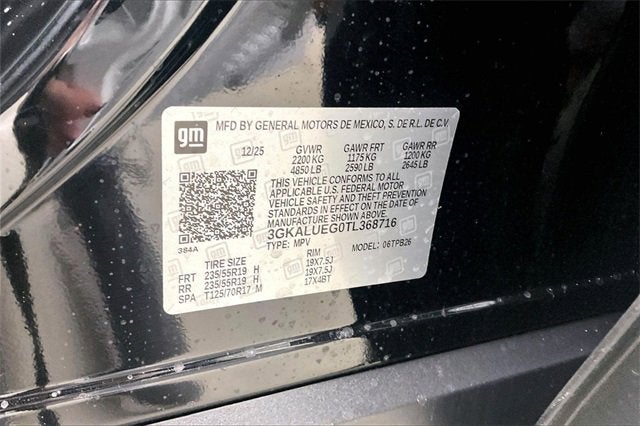 gm
MFD BY GENERAL MOTORS DE MEXICO, S. DE R.L. DE C.V
12/25 GVWR GAWR FRT GAWR RR
2200 KG 1175 KG 1200 KG
4850 LB 2590 LB 2645 LB
THIS VEHICLE CONFORMS TO ALL
APPLICABLE U.S. FEDERAL MOTOR
VEHICLE SAFETY AND THEFT PREVENTION
STANDARDS IN EFFECT ON THE DATE OF
MANUFACTURE SHOWN ABOVE.
3GKALUEG0TL368716
384A TYPE: MPV MODEL: 06TPB26
TIRE SIZE RIM
FRT 235/55R19 H 19X7.5J
RR 235/55R19 H 19X7.5J
SPA T125/70R17 M 17X4BT